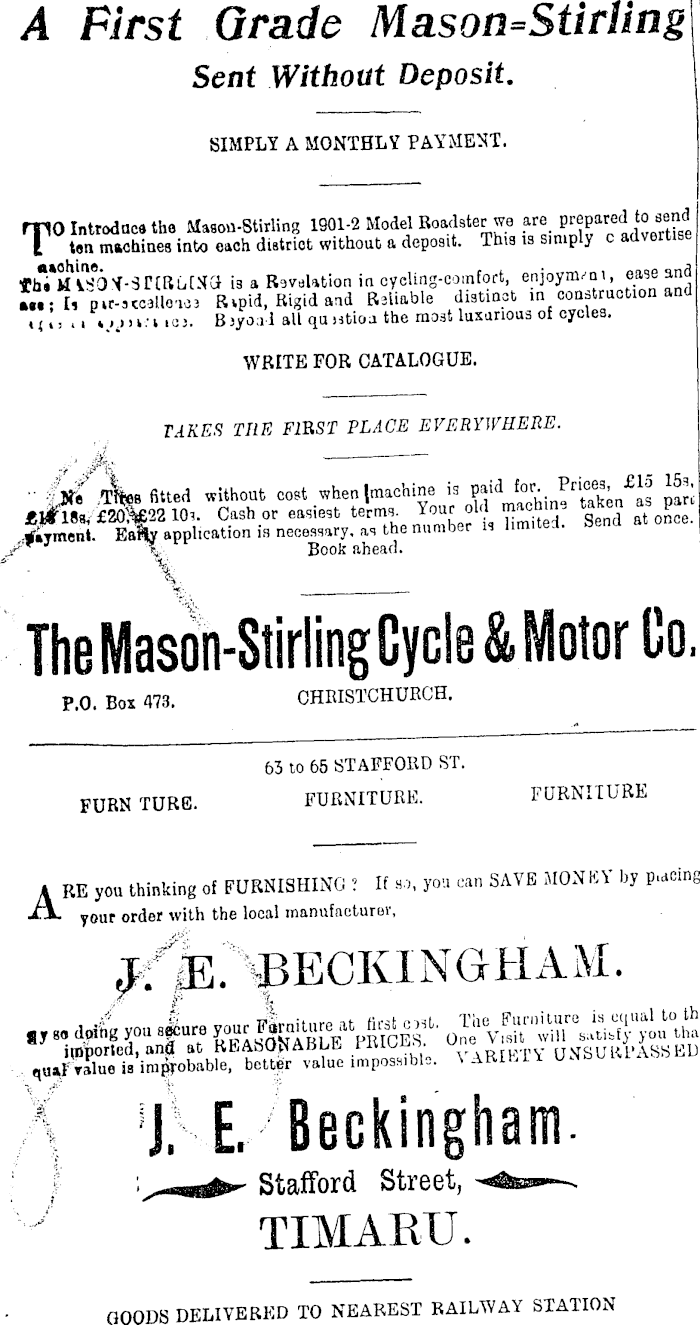 A First Grade Mason=Stirling
Sent Without Deposit.
SIMPLY A MONTHLY PAYMENT.
TO Introduce the Mason-Stirling 1901-2 Model Roadster we are prepared to send
ten machines into each district without a deposit. This is simply c advertise
machine.
The MASON-STIRLING is a Revelation in cycling-comfort, enjoyment, ease and
Is par-excellence Rapid, Rigid and Reliable distinct in construction and
Beyond all question the most luxurious of cycles.
WRITE FOR CATALOGUE.
TAKES THE FIRST PLACE EVERYWHERE.
Tires fitted without cost when machine is paid for. Prices, £15 15s,
18s, £20, £22 10s. Cash or easiest terms. Your old machine taken as part
payment. Early application is necessary, as the number is limited. Send at once.
Book ahead.
The Mason-Stirling Cycle & Motor Co.
P.O. Box 473. CHRISTCHURCH.
63 to 65 STAFFORD ST.
FURN TURE. FURNITURE. FURNITURE
ARE you thinking of FURNISHING? If so, you can SAVE MONEY by placing
your order with the local manufacturer,
J. E. BECKINGHAM.
By so doing you secure your Furniture at first cost. The Furniture is equal to th
imported, and at REASONABLE PRICES. One Visit will satisfy you tha
qual value is improbable, better value impossible. VARIETY UNSURPASSED
J. E. Beckingham.
Stafford Street,
TIMARU.
GOODS DELIVERED TO NEAREST RAILWAY STATION